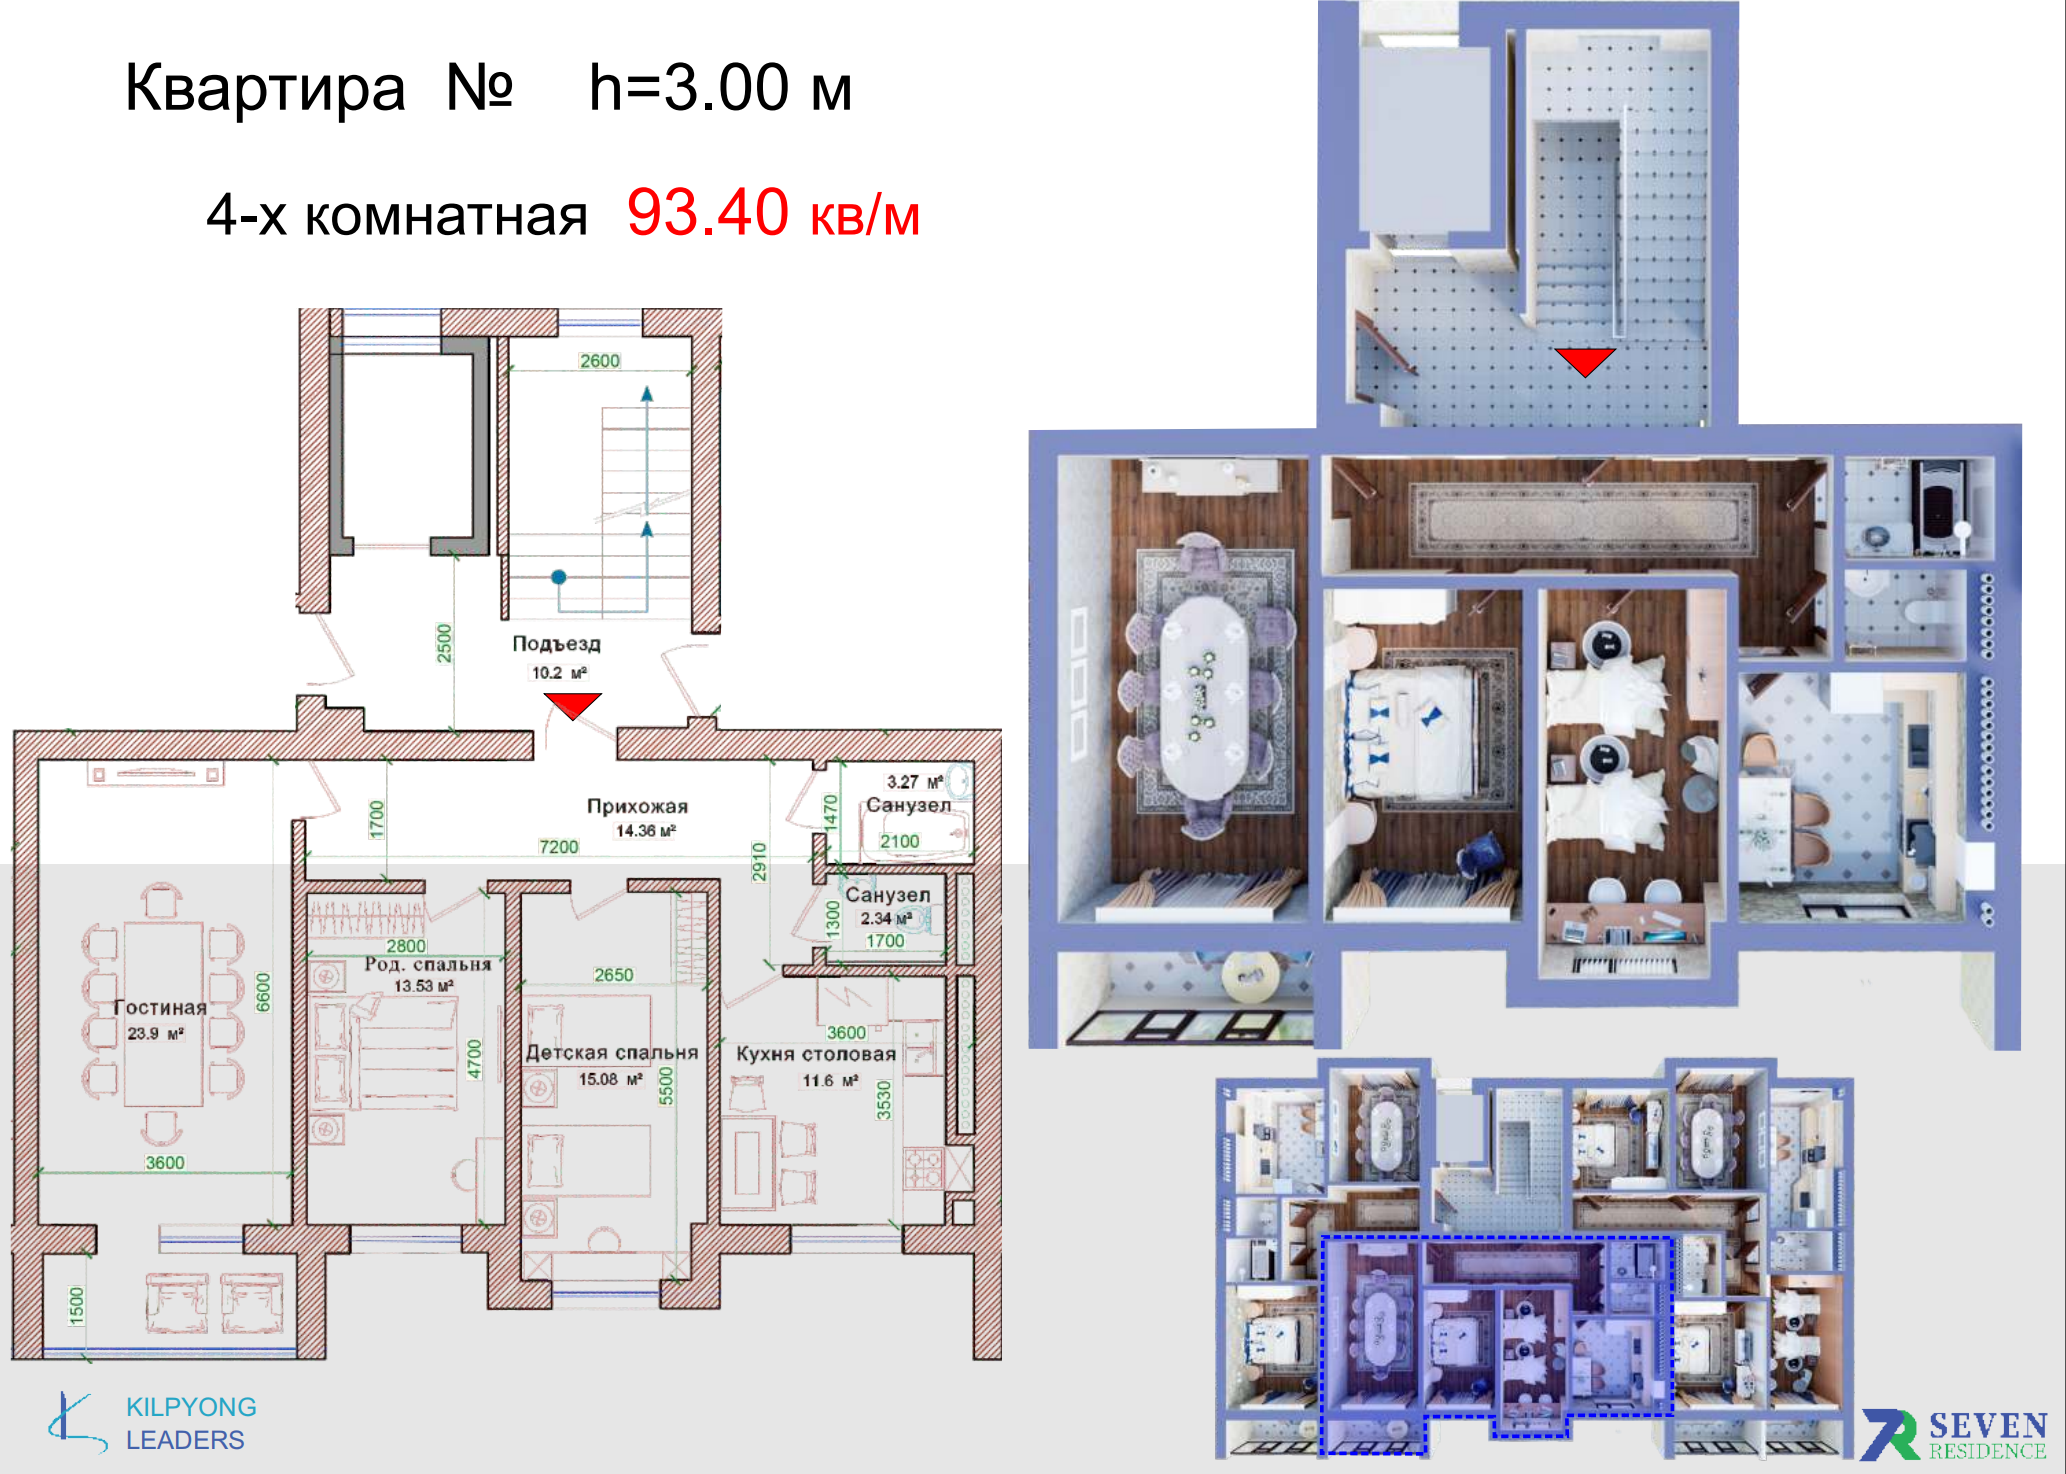 Квартира № h=3.00 м
4-х комнатная 93.40 кв/м
2600
2500
Подъезд
10.2 м²
1700
Прихожая
14.36 м²
7200
2910
1470
3.27 м²
Санузел
2100
1300
Санузел
2.34 м²
1700
6600
2800
Род. спальня
13.53 м²
2650
Гостиная
23.9 м²
4700
Детская спальня
15.08 м²
5500
3600
Кухня столовая
11.6 м²
3530
3600
1500
KILPYONG
LEADERS
SEVEN
RESIDENCE